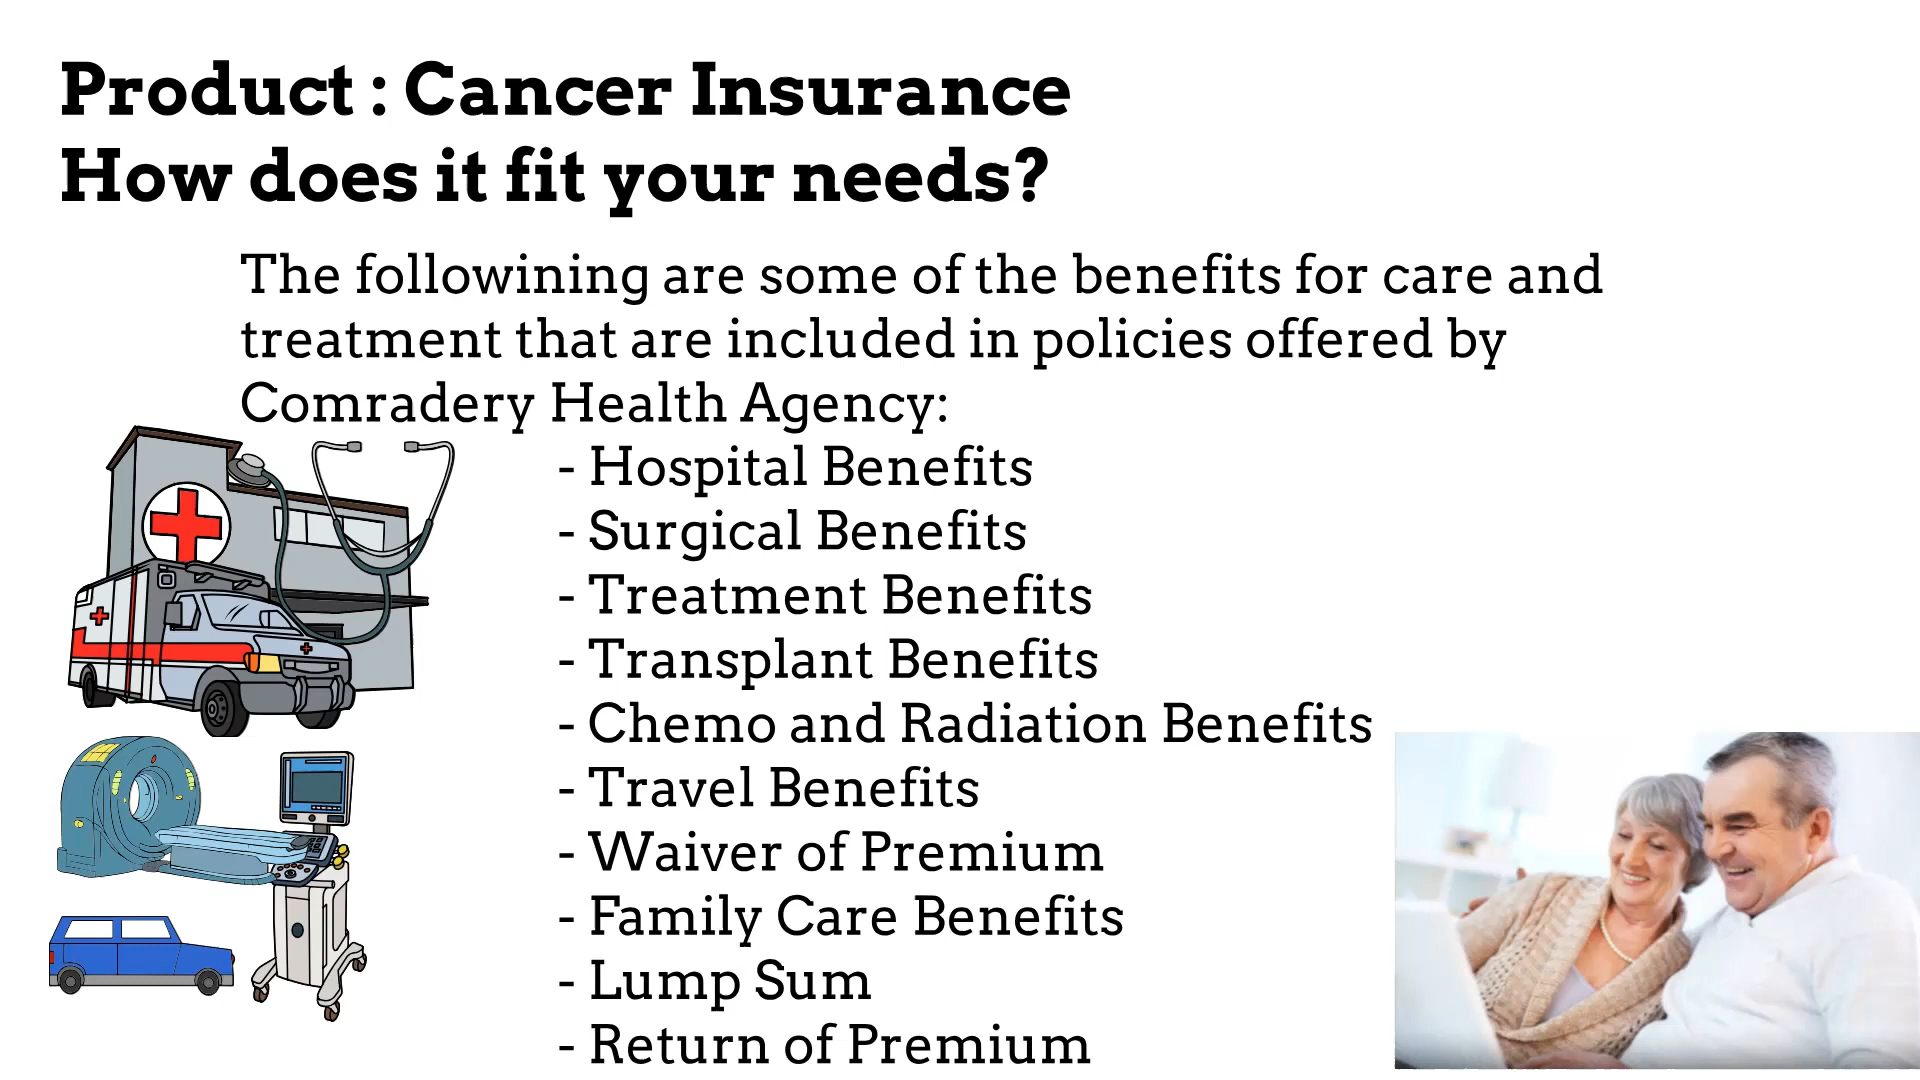 Product : Cancer Insurance
How does it fit your needs?
The followining are some of the benefits for care and
treatment that are included in policies offered by
Comradery Health Agency:
- Hospital Benefits
- Surgical Benefits
- Treatment Benefits
- Transplant Benefits
- Chemo and Radiation Benefits
- Travel Benefits
- Waiver of Premium
- Family Care Benefits
- Lump Sum
- Return of Premium